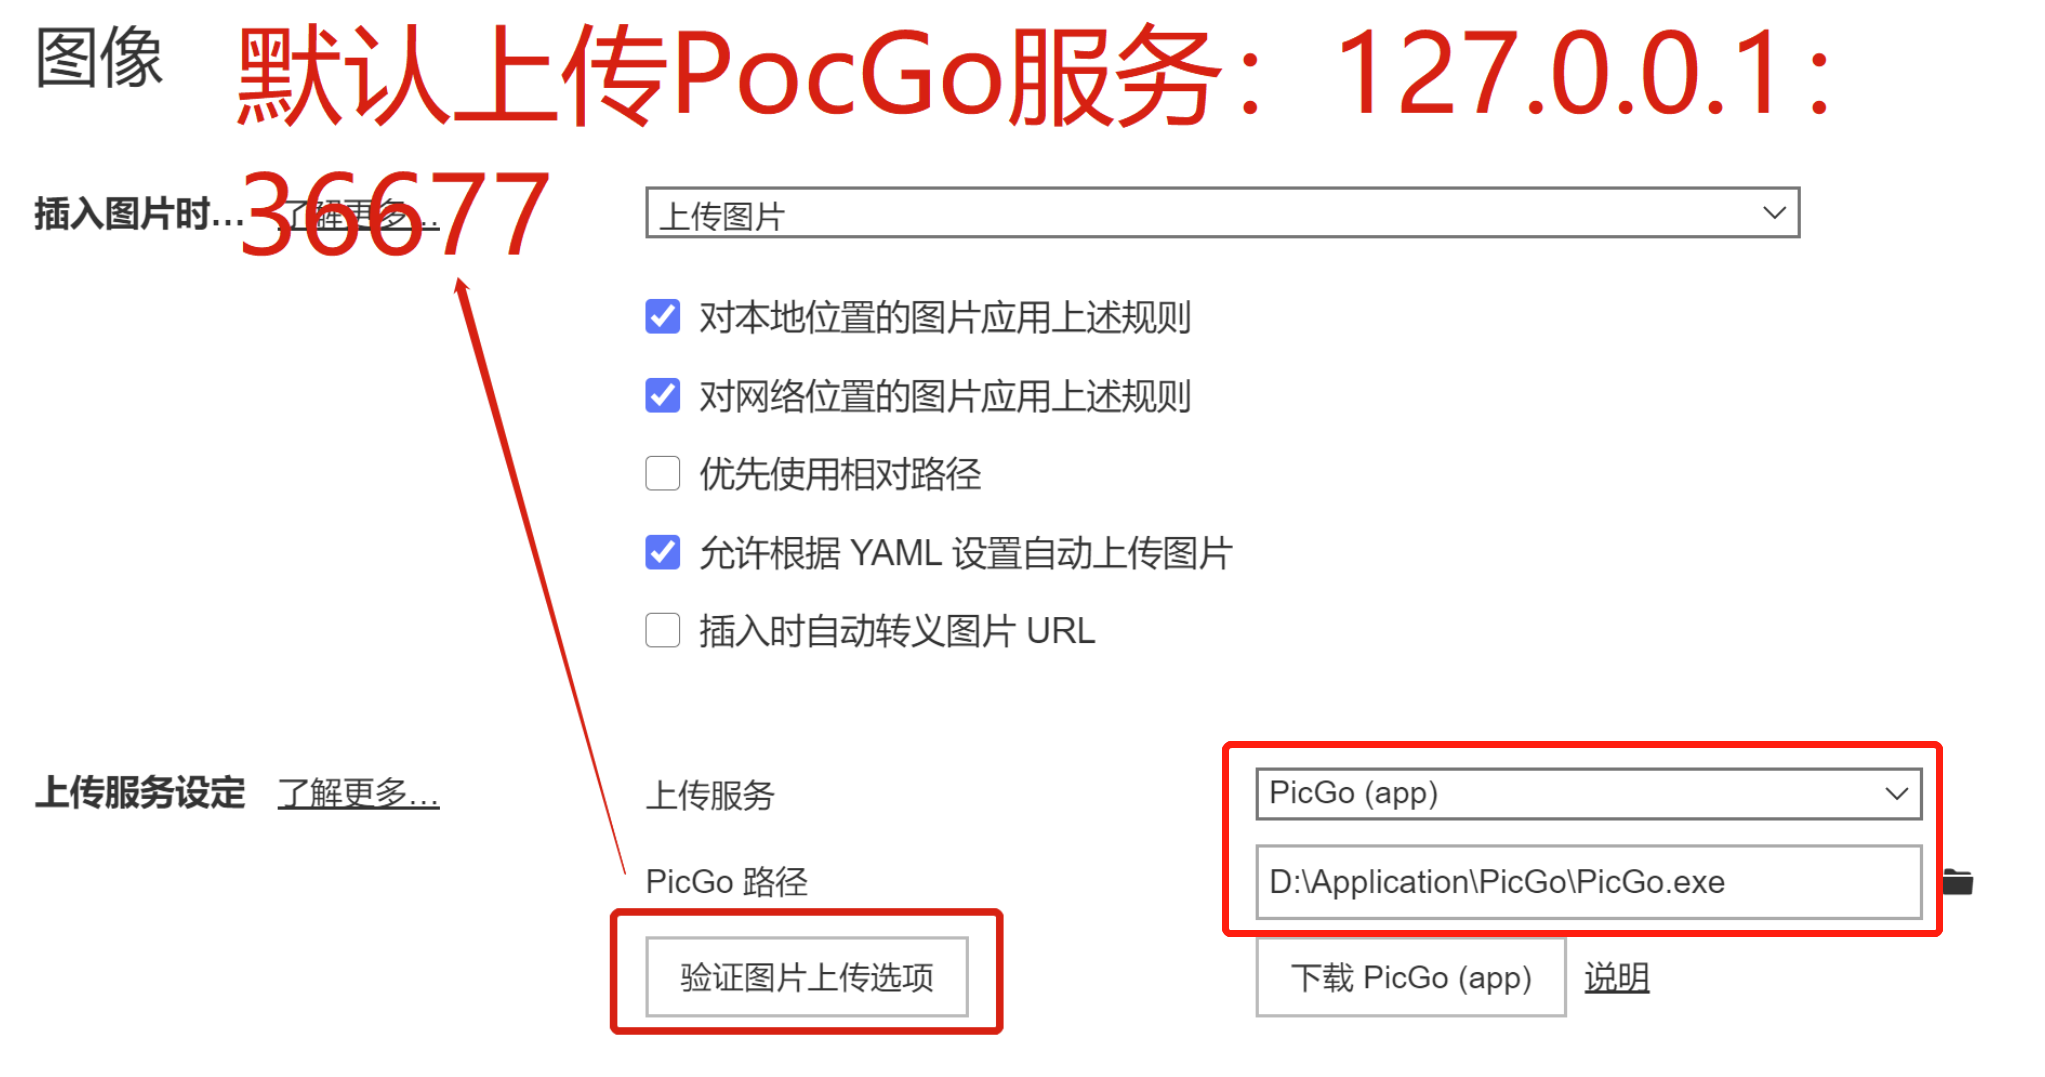 图像
默认上传PocGo服务：127.0.0.1：
36677
插入图片时... 了解更多...
上传图片
对本地位置的图片应用上述规则
对网络位置的图片应用上述规则
优先使用相对路径
允许根据 YAML 设置自动上传图片
插入时自动转义图片 URL
上传服务设定 了解更多... 上传服务 PicGo (app)
PicGo 路径 D:\Application\PicGo\PicGo.exe
验证图片上传选项 下载 PicGo (app) 说明